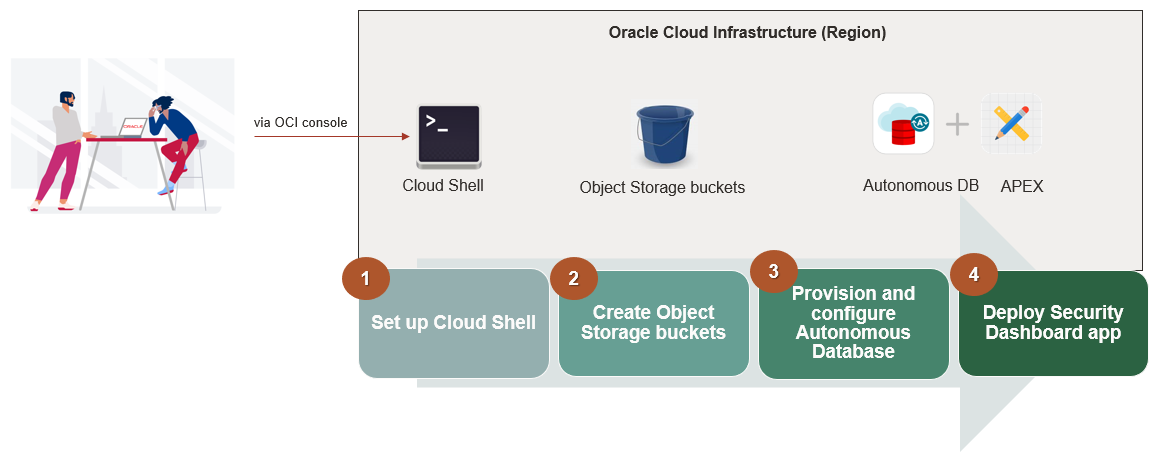 Oracle Cloud Infrastructure (Region)
via OCI console
ORACLE
>_
Cloud Shell
Object Storage buckets
Autonomous DB
A
+
APEX
1
Set up Cloud Shell
2
Create Object
Storage buckets
3
Provision and
configure
Autonomous
Database
4
Deploy Security
Dashboard app